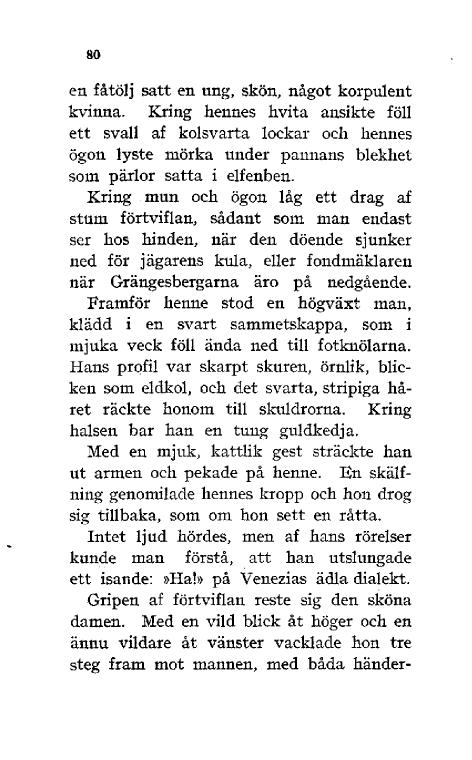 80
en fåtölj satt en ung, skön, något korpulent
kvinna. Kring hennes hvita ansikte föll
ett svall af kolsvarta lockar och hennes
ögon lyste mörka under pannans blekhet
som pärlor satta i elfenben.
Kring mun och ögon låg ett drag af
stum förtviflan, sådant som man endast
ser hos hinden, när den döende sjunker
ned för jägarens kula, eller fondmäklaren
när Grängesbergarna äro på nedgående.
Framför henne stod en högväxt man,
klädd i en svart sammetskappa, som i
mjuka veck föll ända ned till fotknölarna.
Hans profil var skarpt skuren, örnlik, blic-
ken som eldkol, och det svarta, stripiga hå-
ret räckte honom till skuldrorna. Kring
halsen bar han en tung guldkedja.
Med en mjuk, kattlik gest sträckte han
ut armen och pekade på henne. En skälf-
ning genomilade hennes kropp och hon drog
sig tillbaka, som om hon sett en råtta.
Intet ljud hördes, men af hans rörelser
kunde man förstå, att han utslungade
ett isande: »Ha!» på Venezias ädla dialekt.
Gripen af förtviflan reste sig den sköna
damen. Med en vild blick åt höger och en
ännu vildare åt vänster vacklade hon tre
steg fram mot mannen, med båda händer-